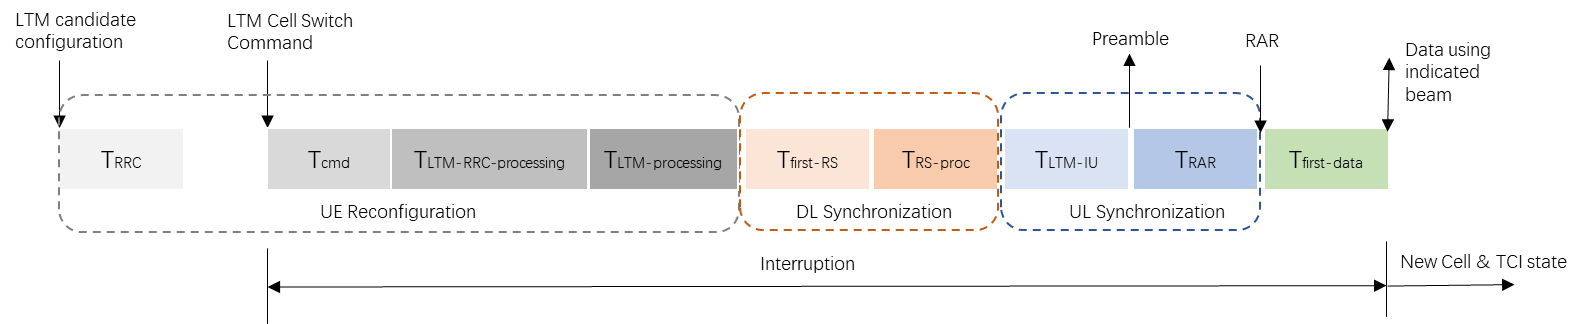 LTM candidate
configuration
LTM Cell Switch
Command
Preamble
RAR
Data using
indicated
beam
TRRC
Tcmd
TLTM-RRC-processing
TLTM-processing
Tfirst-RS
TRS-proc
TLTM-IU
TRAR
Tfirst-data
UE Reconfiguration
DL Synchronization
UL Synchronization
Interruption
New Cell & TCI state